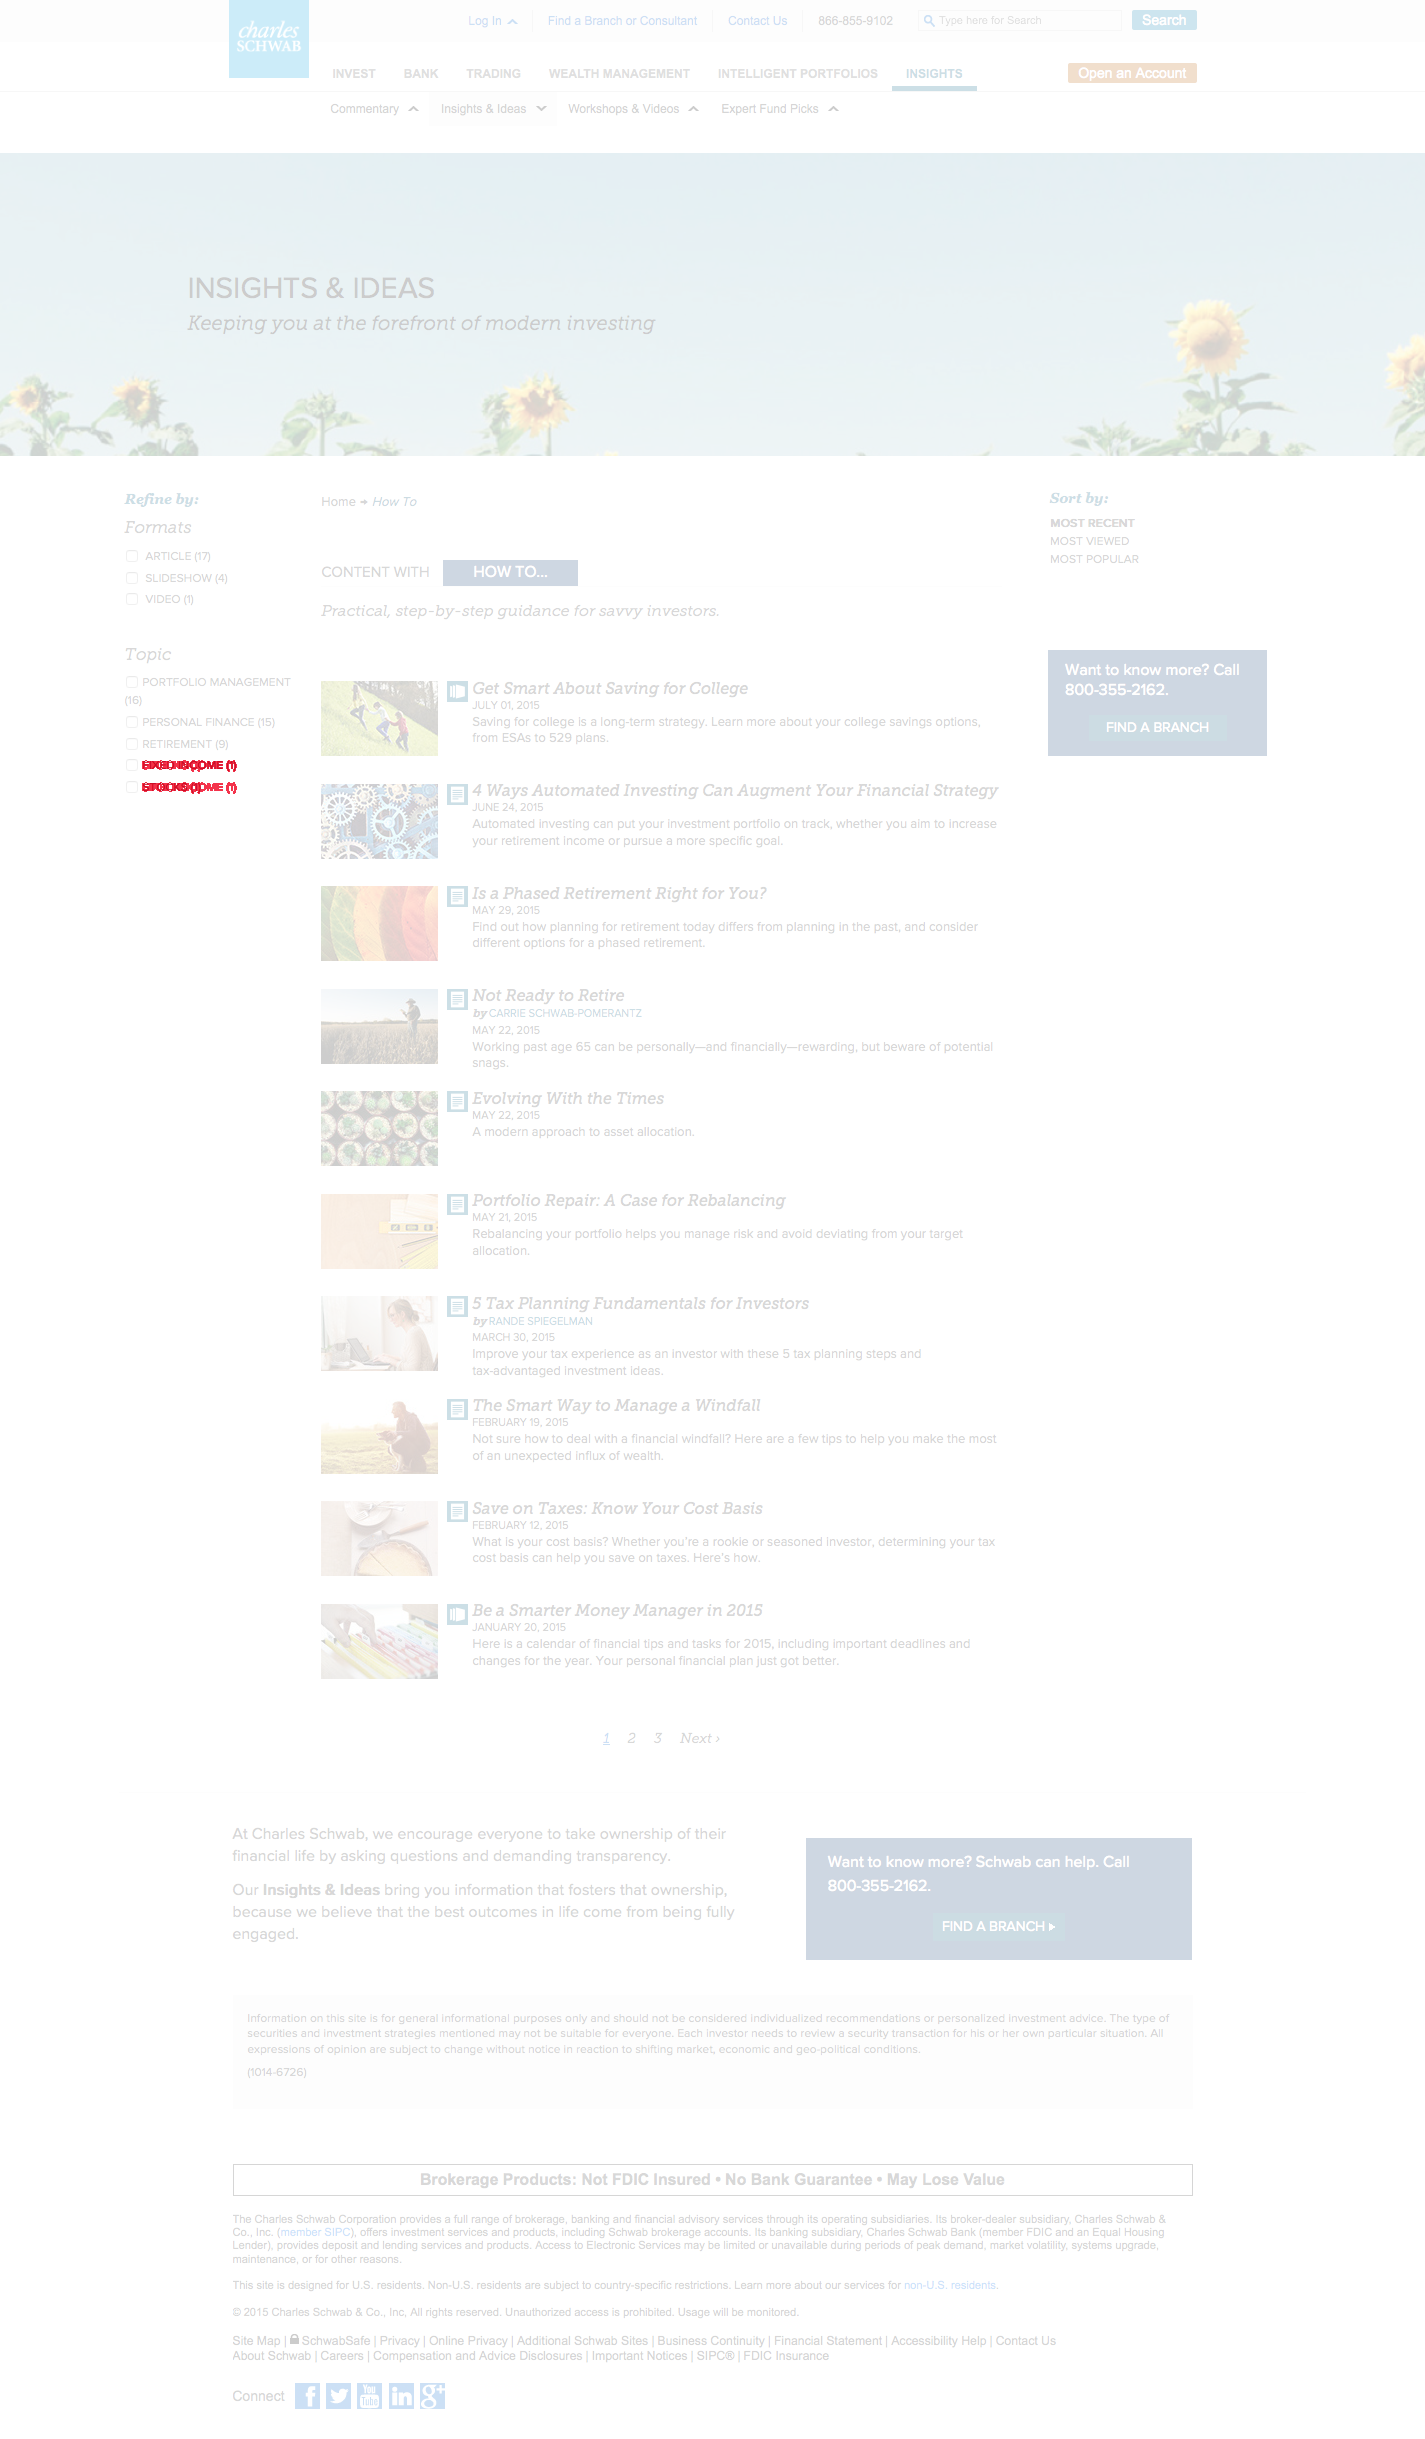 charles
SCHWAB
Log In
Find a Branch or Consultant
Contact Us
866-855-9102
Type here for Search
Search
INVEST
BANK
TRADING
WEALTH MANAGEMENT
INTELLIGENT PORTFOLIOS
INSIGHTS
Open an Account
Commentary
Insights & Ideas
Workshops & Videos
Expert Fund Picks
INSIGHTS & IDEAS
Keeping you at the forefront of modern investing
Refine by:
Formats
ARTICLE (17)
SLIDESHOW (4)
VIDEO (1)
Topic
PORTFOLIO MANAGEMENT
(16)
PERSONAL FINANCE (15)
RETIREMENT (9)
Home → How To
CONTENT WITH HOW TO...
Practical, step-by-step guidance for savvy investors.
Sort by:
MOST RECENT
MOST VIEWED
MOST POPULAR
Want to know more? Call
800-355-2162.
FIND A BRANCH
Get Smart About Saving for College
JULY 01, 2015
Saving for college is a long-term strategy. Learn more about your college savings options,
from ESAs to 529 plans.
4 Ways Automated Investing Can Augment Your Financial Strategy
JUNE 24, 2015
Automated investing can put your investment portfolio on track, whether you aim to increase
your retirement income or pursue a more specific goal.
Is a Phased Retirement Right for You?
MAY 29, 2015
Find out how planning for retirement today differs from planning in the past, and consider
different options for a phased retirement.
Not Ready to Retire
by CARRIE SCHWAB-POMERANTZ
MAY 22, 2015
Working past age 65 can be personally—and financially—rewarding, but beware of potential
snags.
Evolving With the Times
MAY 22, 2015
A modern approach to asset allocation.
Portfolio Repair: A Case for Rebalancing
MAY 21, 2015
Rebalancing your portfolio helps you manage risk and avoid deviating from your target
allocation.
5 Tax Planning Fundamentals for Investors
by RANDE SPIEGELMAN
MARCH 30, 2015
Improve your tax experience as an investor with these 5 tax planning steps and
tax-advantaged investment ideas.
The Smart Way to Manage a Windfall
FEBRUARY 19, 2015
Not sure how to deal with a financial windfall? Here are a few tips to help you make the most
of an unexpected influx of wealth.
Save on Taxes: Know Your Cost Basis
FEBRUARY 12, 2015
What is your cost basis? Whether you're a rookie or seasoned investor, determining your tax
cost basis can help you save on taxes. Here's how.
Be a Smarter Money Manager in 2015
JANUARY 20, 2015
Here is a calendar of financial tips and tasks for 2015, including important deadlines and
changes for the year. Your personal financial plan just got better.
1 2 3 Next ›
At Charles Schwab, we encourage everyone to take ownership of their
financial life by asking questions and demanding transparency.
Our Insights & Ideas bring you information that fosters that ownership,
because we believe that the best outcomes in life come from being fully
engaged.
Want to know more? Schwab can help. Call
800-355-2162.
FIND A BRANCH
Information on this site is for general informational purposes only and should not be considered individualized recommendations or personalized investment advice. The type of
securities and investment strategies mentioned may not be suitable for everyone. Each investor needs to review a security transaction for his or her own particular situation. All
expressions of opinion are subject to change without notice in reaction to shifting market, economic and geo-political conditions.
(1014-6726)
Brokerage Products: Not FDIC Insured • No Bank Guarantee • May Lose Value
The Charles Schwab Corporation provides a full range of brokerage, banking and financial advisory services through its operating subsidiaries. Its broker-dealer subsidiary, Charles Schwab &
Co., Inc. (member SIPC), offers investment services and products, including Schwab brokerage accounts. Its banking subsidiary, Charles Schwab Bank (member FDIC and an Equal Housing
Lender), provides deposit and lending services and products. Access to Electronic Services may be limited or unavailable during periods of peak demand, market volatility, systems upgrade,
maintenance, or for other reasons.
This site is designed for U.S. residents. Non-U.S. residents are subject to country-specific restrictions. Learn more about our services for non-U.S. residents.
© 2015 Charles Schwab & Co., Inc, All rights reserved. Unauthorized access is prohibited. Usage will be monitored.
Site Map | SchwabSafe | Privacy | Online Privacy | Additional Schwab Sites | Business Continuity | Financial Statement | Accessibility Help | Contact Us
About Schwab | Careers | Compensation and Advice Disclosures | Important Notices | SIPC® | FDIC Insurance
Connect
You
Tube
in
g+